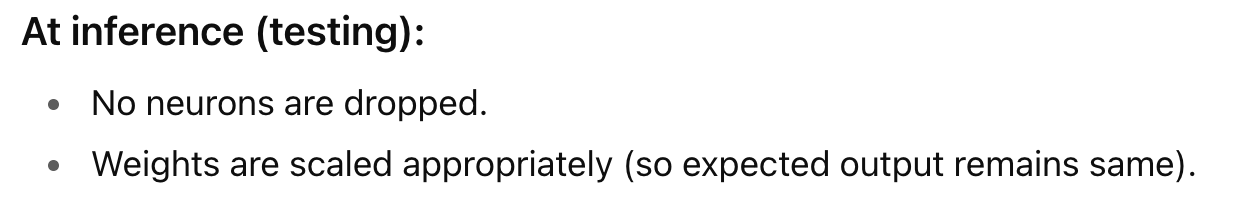 At inference (testing):
• No neurons are dropped.
• Weights are scaled appropriately (so expected output remains same).